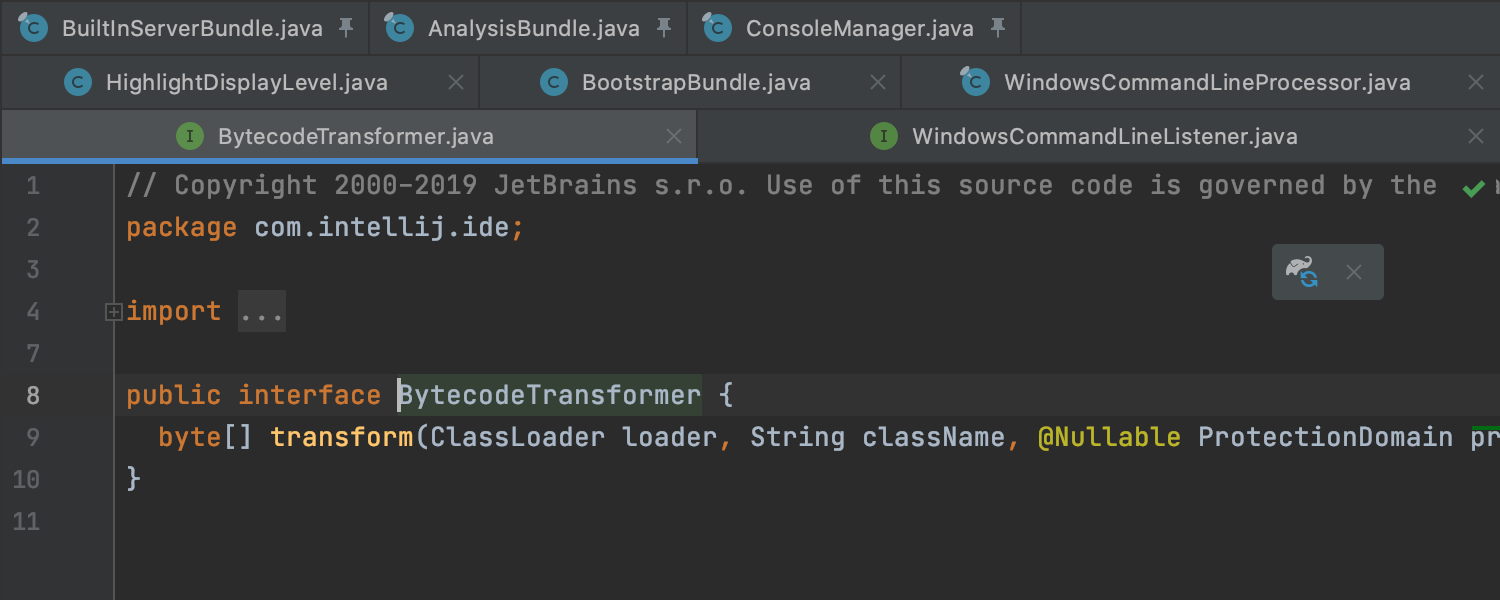 BuiltInServerBundle.java AnalysisBundle.java ConsoleManager.java
HighlightDisplayLevel.java BootstrapBundle.java WindowsCommandLineProcessor.java
BytecodeTransformer.java WindowsCommandLineListener.java
1 // Copyright 2000-2019 JetBrains s.r.o. Use of this source code is governed by the
2 package com.intellij.ide;
3
4 import ...
7
8 public interface BytecodeTransformer {
9 byte[] transform(ClassLoader loader, String className, @Nullable ProtectionDomain pr
10 }
11